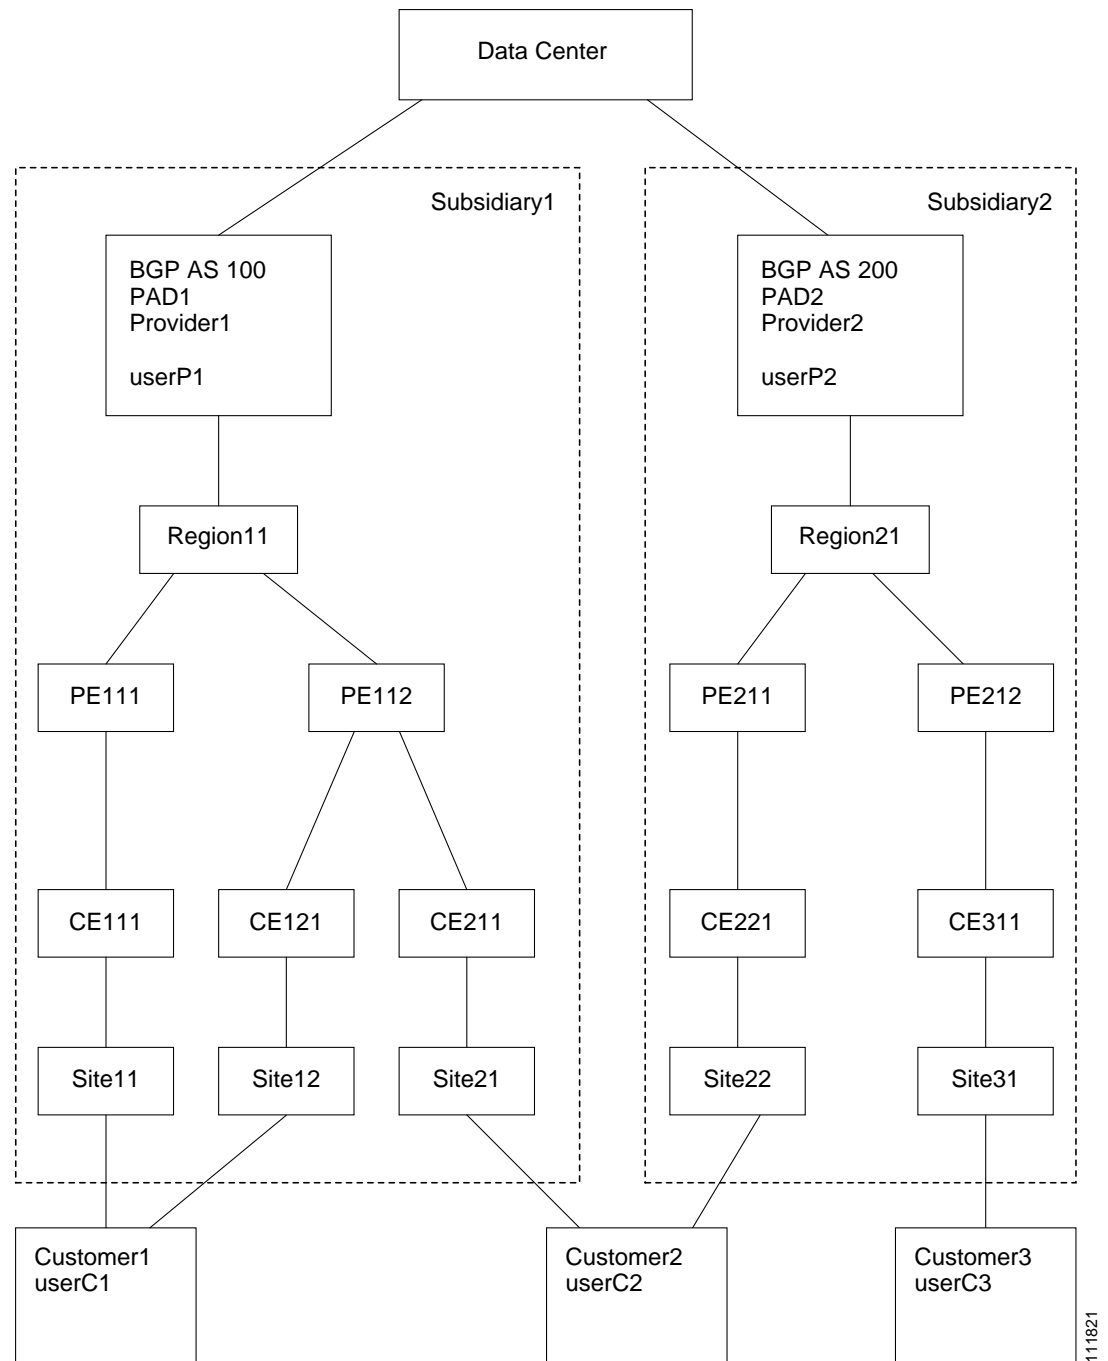 Data Center
Subsidiary1
Subsidiary2
BGP AS 100
PAD1
Provider1
userP1
BGP AS 200
PAD2
Provider2
userP2
Region11
Region21
PE111
PE112
PE211
PE212
CE111
CE121
CE211
CE221
CE311
Site11
Site12
Site21
Site22
Site31
Customer1
userC1
Customer2
userC2
Customer3
userC3
111821